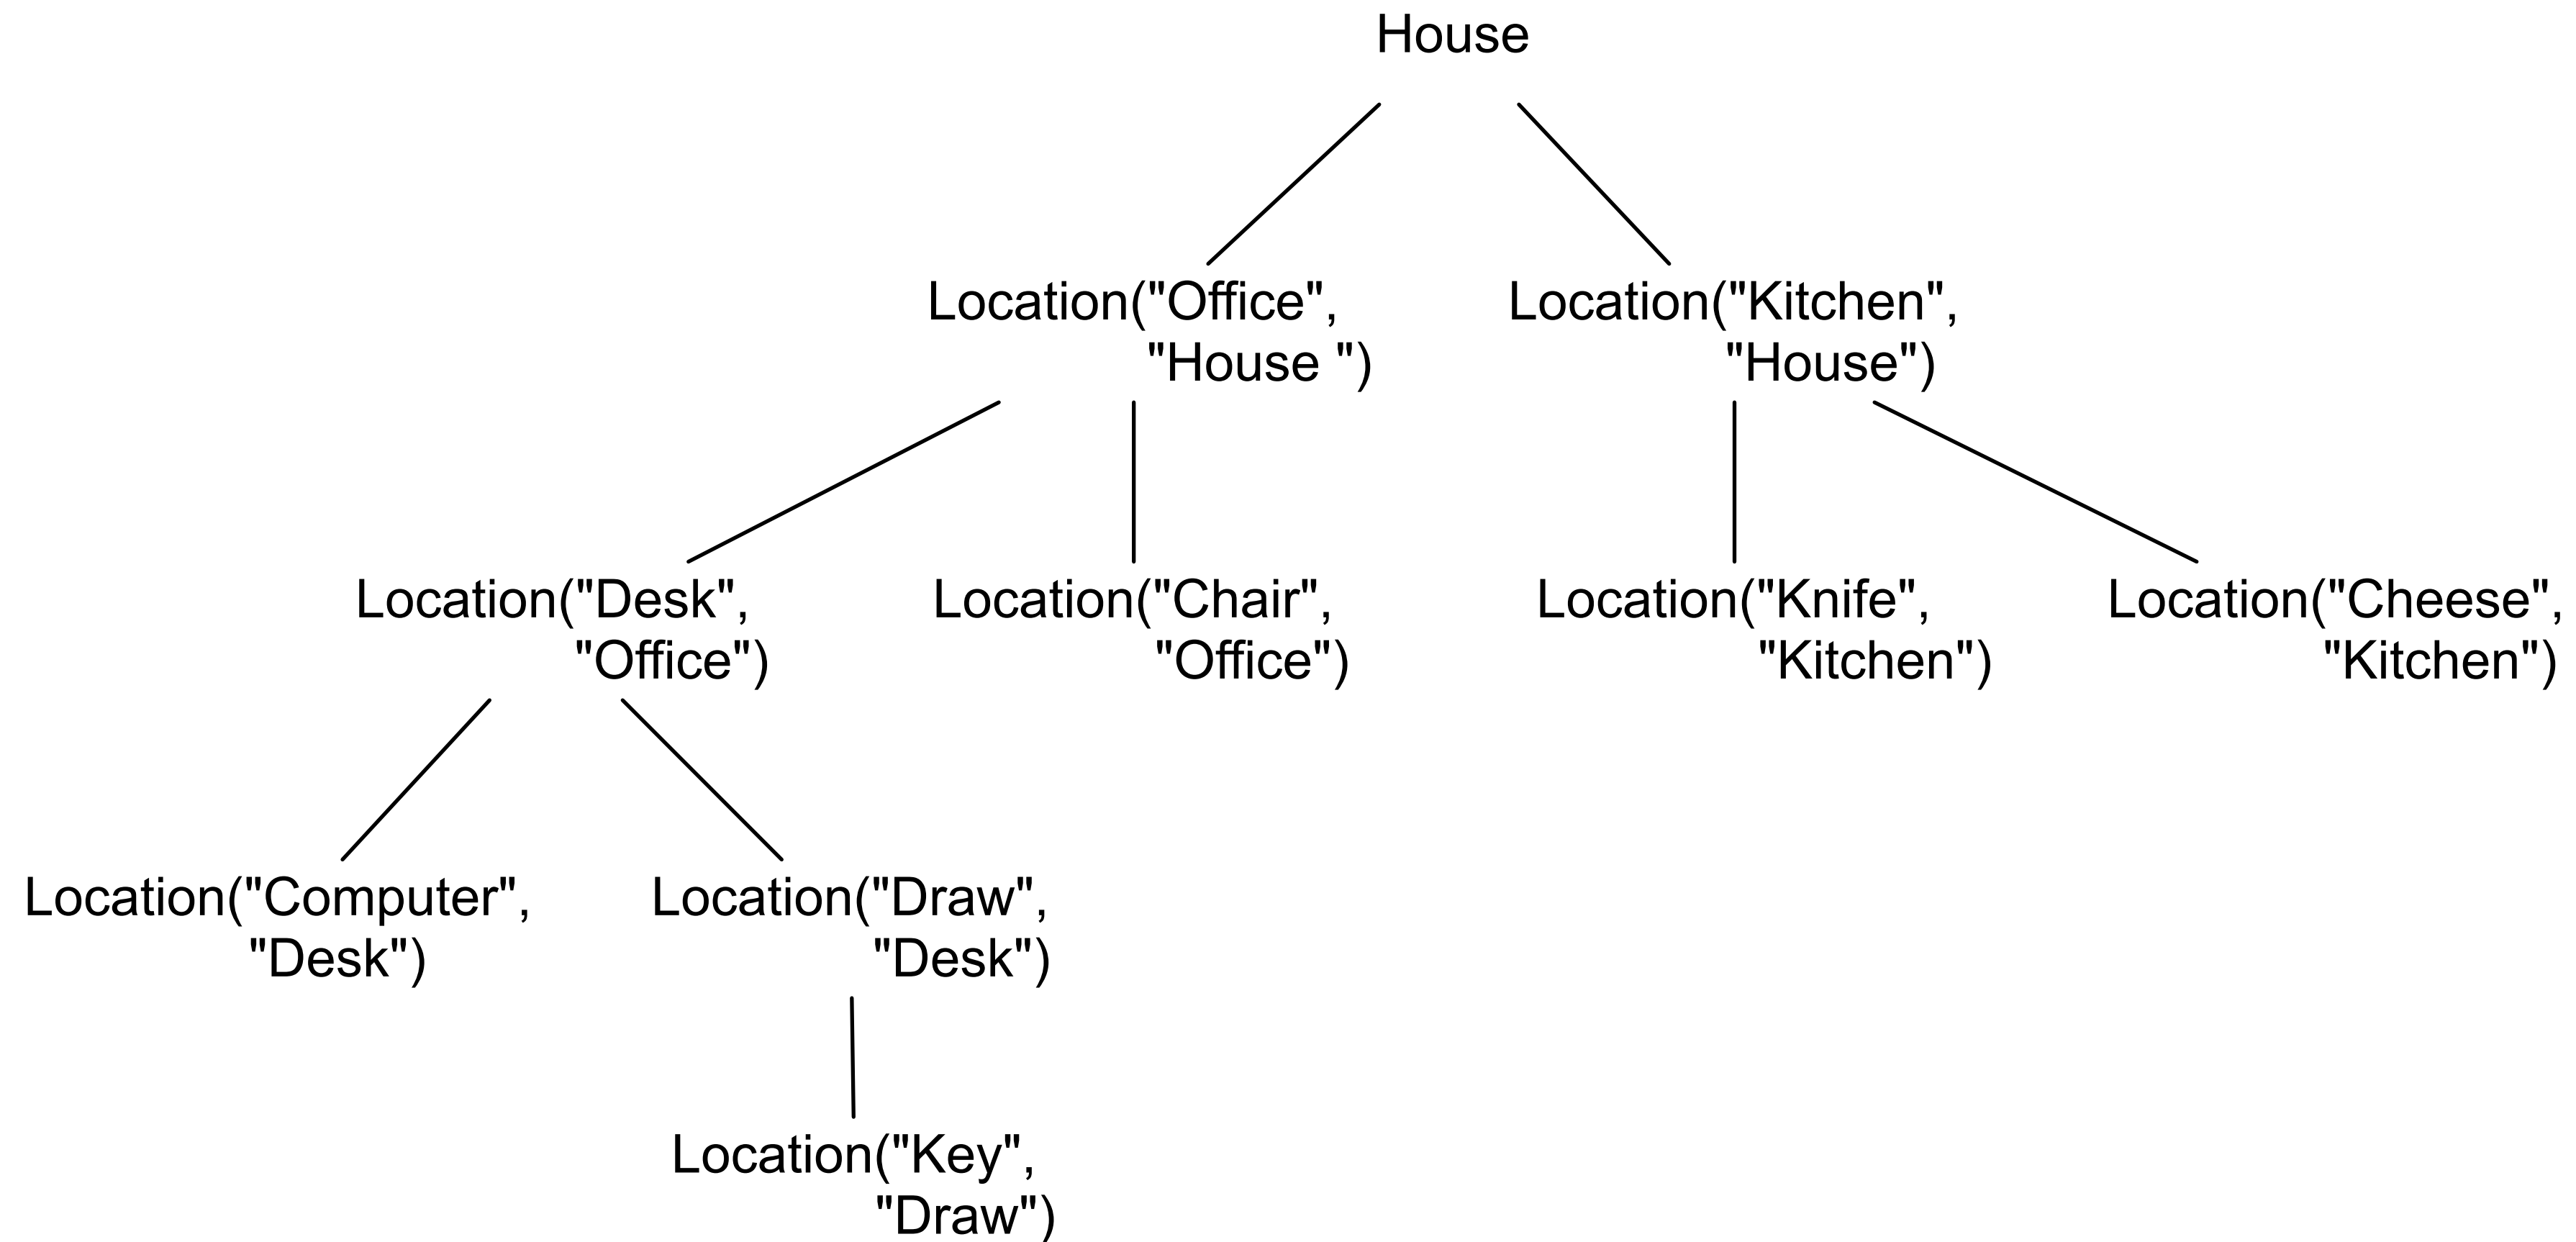 House
Location("Office",
"House ")
Location("Kitchen",
"House")
Location("Desk",
"Office")
Location("Chair",
"Office")
Location("Knife",
"Kitchen")
Location("Cheese",
"Kitchen")
Location("Computer",
"Desk")
Location("Draw",
"Desk")
Location("Key",
"Draw")